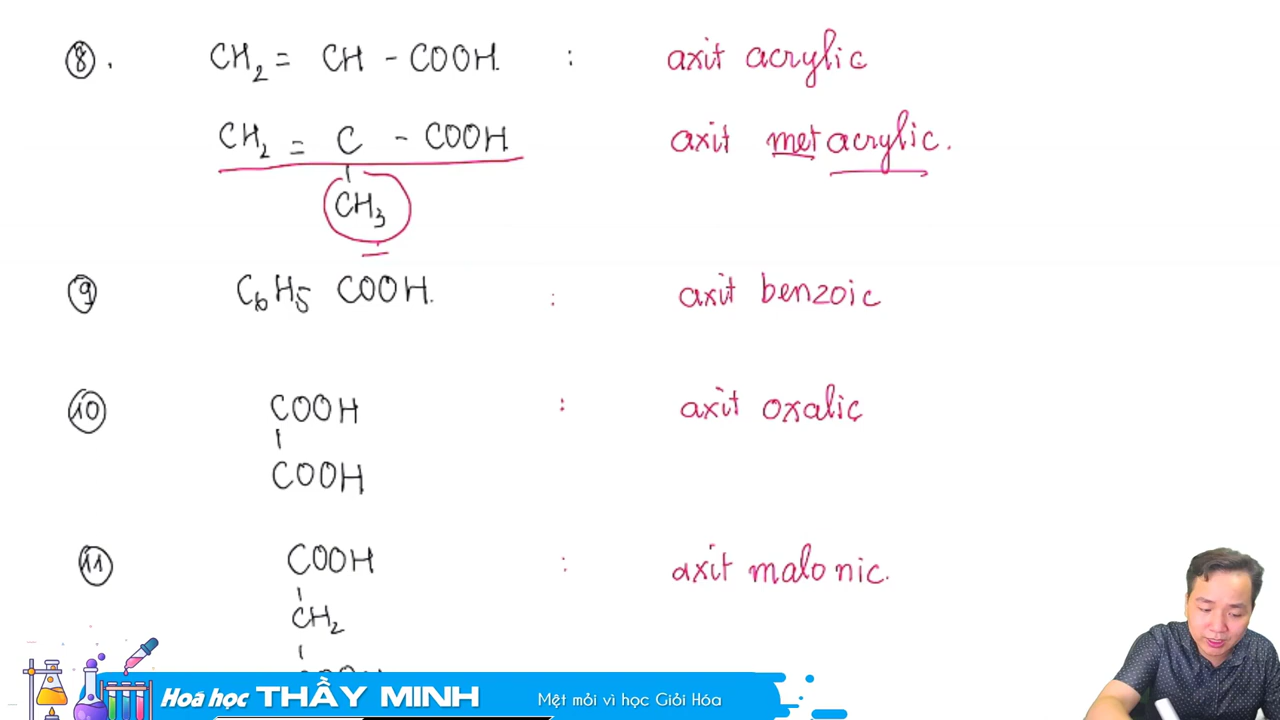 ⑧. CH₂ = CH - COOH. : axit acrylic
CH₂ = C - COOH axit metacrylic.
CH₃
⑨ C₆H₅ COOH. : axit benzoic
⑩ COOH : axit oxalic
COOH
⑪ COOH : axit malonic.
CH₂
Hoá học THẦY MINH Mệt mỏi vì học Giỏi Hóa